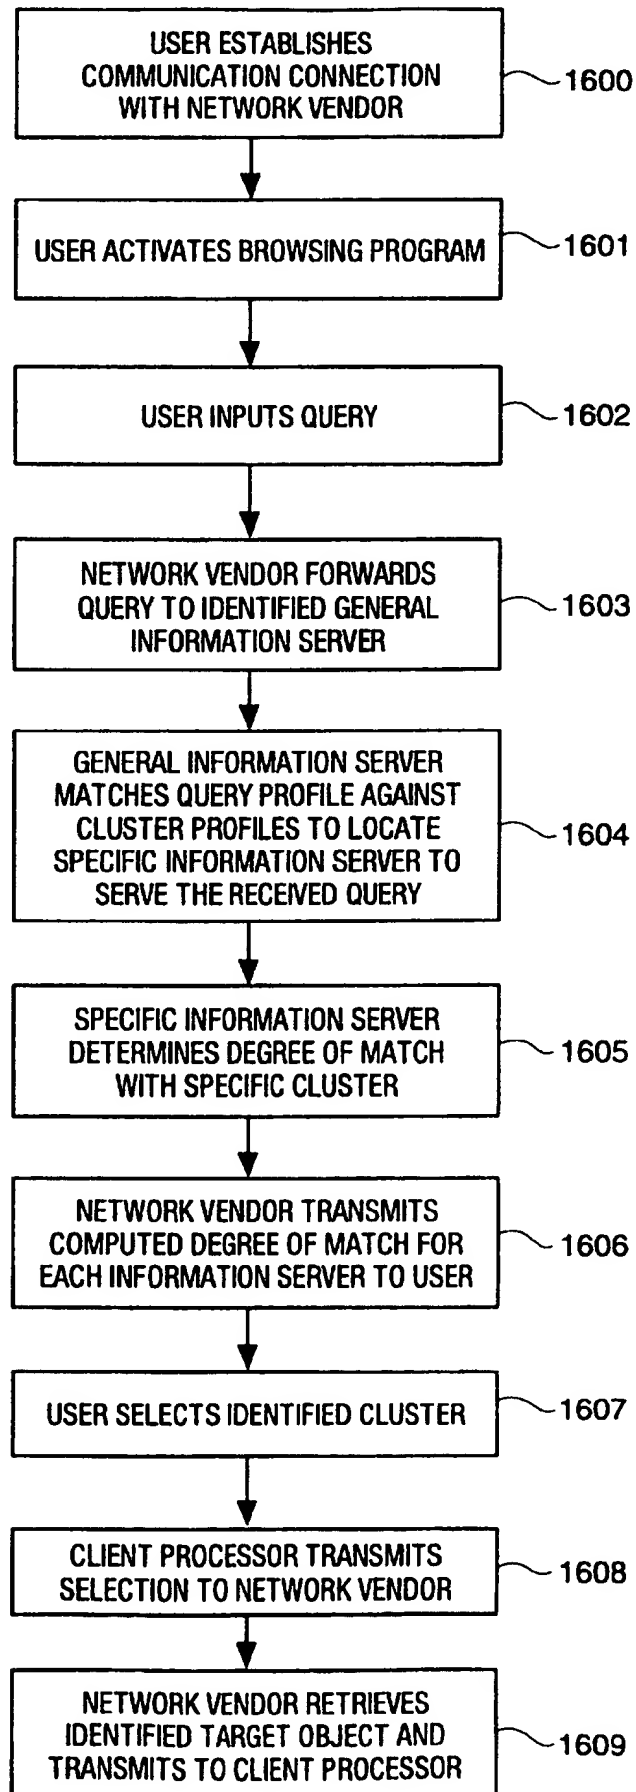 USER ESTABLISHES
COMMUNICATION CONNECTION
WITH NETWORK VENDOR
1600
USER ACTIVATES BROWSING PROGRAM
1601
USER INPUTS QUERY
1602
NETWORK VENDOR FORWARDS
QUERY TO IDENTIFIED GENERAL
INFORMATION SERVER
1603
GENERAL INFORMATION SERVER
MATCHES QUERY PROFILE AGAINST
CLUSTER PROFILES TO LOCATE
SPECIFIC INFORMATION SERVER TO
SERVE THE RECEIVED QUERY
1604
SPECIFIC INFORMATION SERVER
DETERMINES DEGREE OF MATCH
WITH SPECIFIC CLUSTER
1605
NETWORK VENDOR TRANSMITS
COMPUTED DEGREE OF MATCH FOR
EACH INFORMATION SERVER TO USER
1606
USER SELECTS IDENTIFIED CLUSTER
1607
CLIENT PROCESSOR TRANSMITS
SELECTION TO NETWORK VENDOR
1608
NETWORK VENDOR RETRIEVES
IDENTIFIED TARGET OBJECT AND
TRANSMITS TO CLIENT PROCESSOR
1609